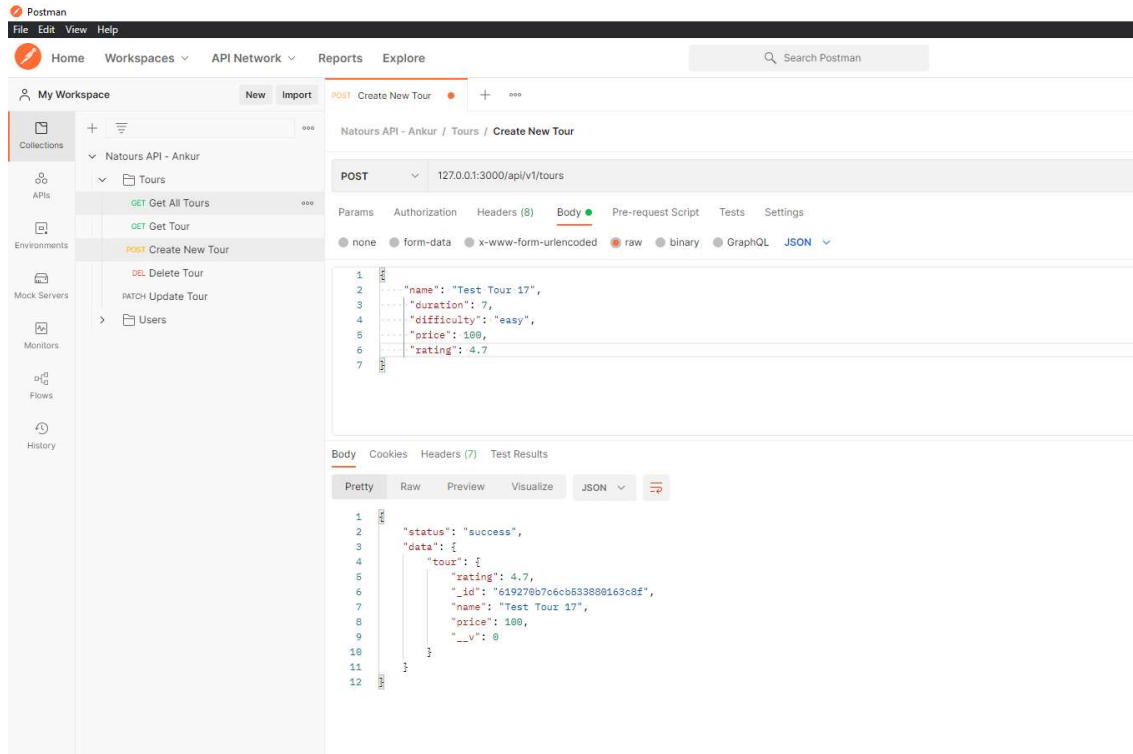 Postman
File Edit View Help
Home Workspaces API Network Reports Explore Search Postman
My Workspace New Import POST Create New Tour
Collections
Natours API - Ankur / Tours / Create New Tour
Natours API - Ankur
Tours
POST 127.0.0.1:3000/api/v1/tours
APIs
GET Get All Tours
Params Authorization Headers (8) Body Pre-request Script Tests Settings
GET Get Tour
Environments
POST Create New Tour
none form-data x-www-form-urlencoded raw binary GraphQL JSON
DEL Delete Tour
Mock Servers
PATCH Update Tour
Users
Monitors
Flows
History
1 {
2 "name": "Test Tour 17",
3 "duration": 7,
4 "difficulty": "easy",
5 "price": 100,
6 "rating": 4.7
7 }
Body Cookies Headers (7) Test Results
Pretty Raw Preview Visualize JSON
1 {
2 "status": "success",
3 "data": {
4 "tour": {
5 "rating": 4.7,
6 "_id": "619270b7c6cb533880163c8f",
7 "name": "Test Tour 17",
8 "price": 100,
9 "__v": 0
10 }
11 }
12 }